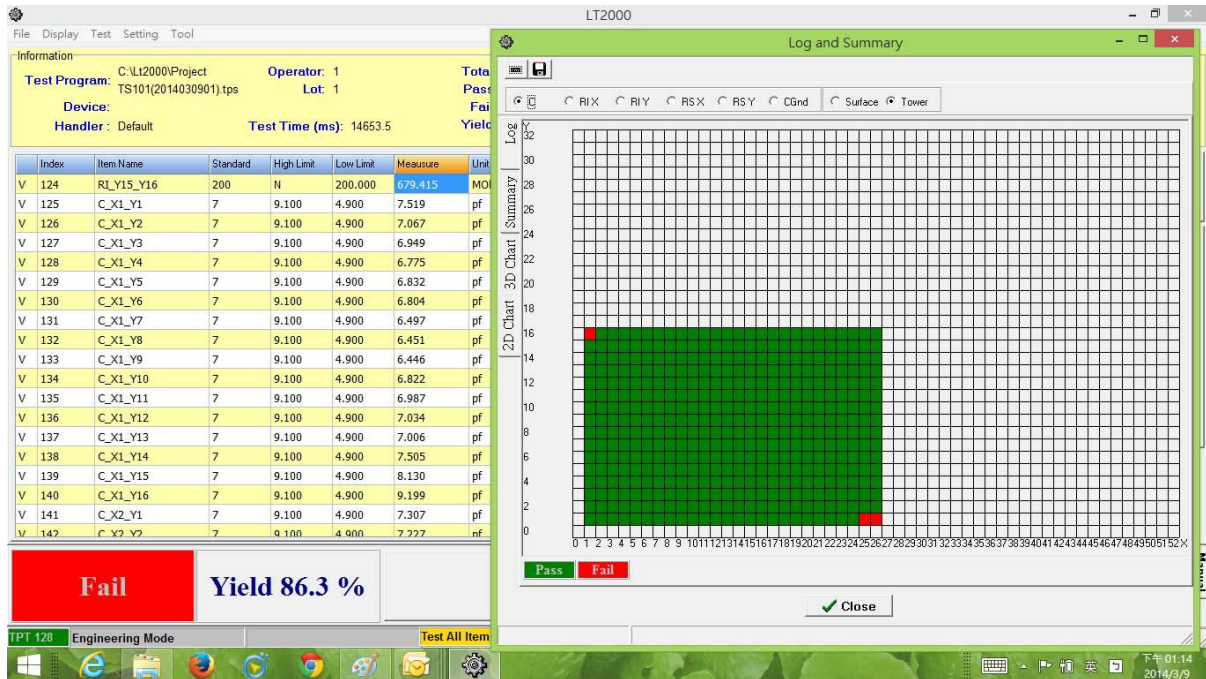 LT2000
File Display Test Setting Tool
Information
Test Program: C:\Lt2000\Project
TS101(2014030901).tps
Operator: 1
Lot: 1
Device:
Handler : Default
Test Time (ms): 14653.5
Tota
Pass
Fai
Yield
Index Item Name Standard High Limit Low Limit Meausure Unit
V 124 RI_Y15_Y16 200 N 200.000 679.415
V 125 C_X1_Y1 7 9.100 4.900 7.519 pf
V 126 C_X1_Y2 7 9.100 4.900 7.067 pf
V 127 C_X1_Y3 7 9.100 4.900 6.949 pf
V 128 C_X1_Y4 7 9.100 4.900 6.775 pf
V 129 C_X1_Y5 7 9.100 4.900 6.832 pf
V 130 C_X1_Y6 7 9.100 4.900 6.804 pf
V 131 C_X1_Y7 7 9.100 4.900 6.497 pf
V 132 C_X1_Y8 7 9.100 4.900 6.451 pf
V 133 C_X1_Y9 7 9.100 4.900 6.446 pf
V 134 C_X1_Y10 7 9.100 4.900 6.822 pf
V 135 C_X1_Y11 7 9.100 4.900 6.987 pf
V 136 C_X1_Y12 7 9.100 4.900 7.034 pf
V 137 C_X1_Y13 7 9.100 4.900 7.006 pf
V 138 C_X1_Y14 7 9.100 4.900 7.505 pf
V 139 C_X1_Y15 7 9.100 4.900 8.130 pf
V 140 C_X1_Y16 7 9.100 4.900 9.199 pf
V 141 C_X2_Y1 7 9.100 4.900 7.307 pf
V 142 C_X2_Y2 7 9.100 4.900 7.227 pf
Fail
Yield 86.3 %
TPT 128 Engineering Mode
Test All Item
Manual
Log and Summary
C RIX RIY RSX RSY CGnd Surface Tower
Log
Summary
3D Chart
2D Chart
Y
32
30
28
26
24
22
20
18
16
14
12
10
8
6
4
2
0
0 1 2 3 4 5 6 7 8 9 10 11 12 13 14 15 16 17 18 19 20 21 22 23 24 25 26 27 28 29 30 31 32 33 34 35 36 37 38 39 40 41 42 43 44 45 46 47 48 49 50 51 52 X
Pass Fail
Close
英
下午 01:14
2014/3/9